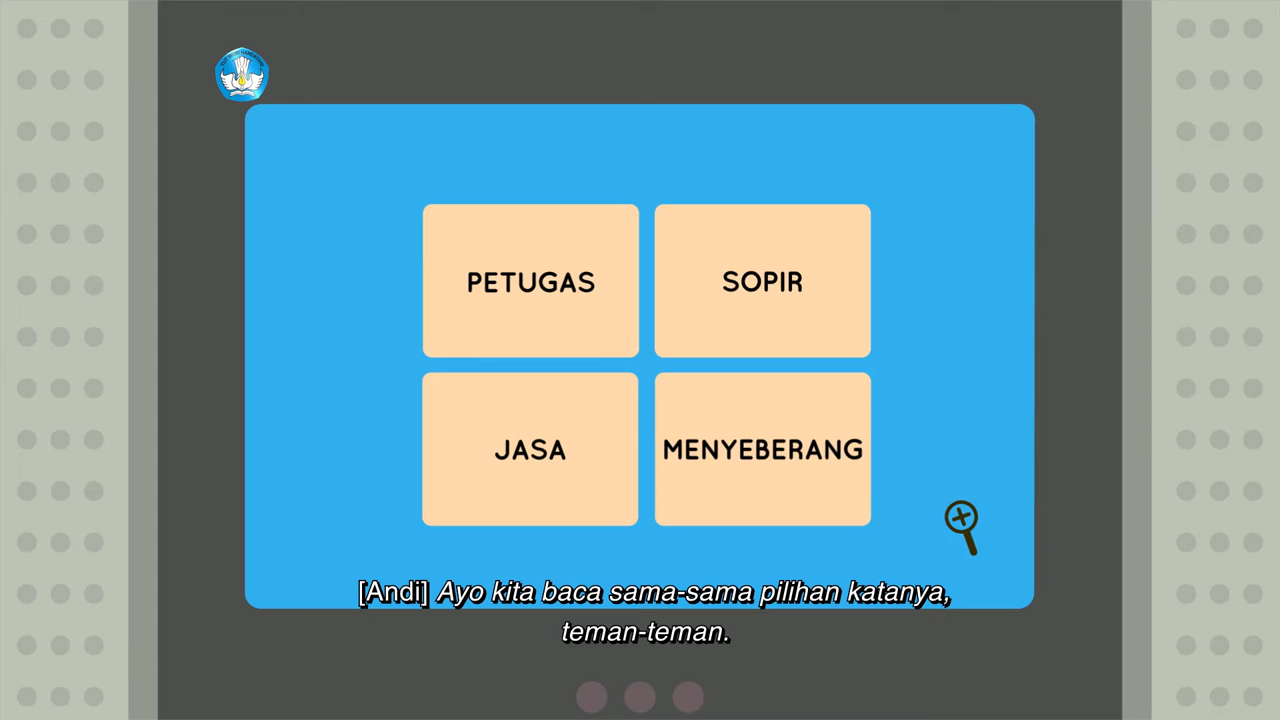 PETUGAS
SOPIR
JASA
MENYEBERANG
[Andi] Ayo kita baca sama-sama pilihan katanya,
teman-teman.